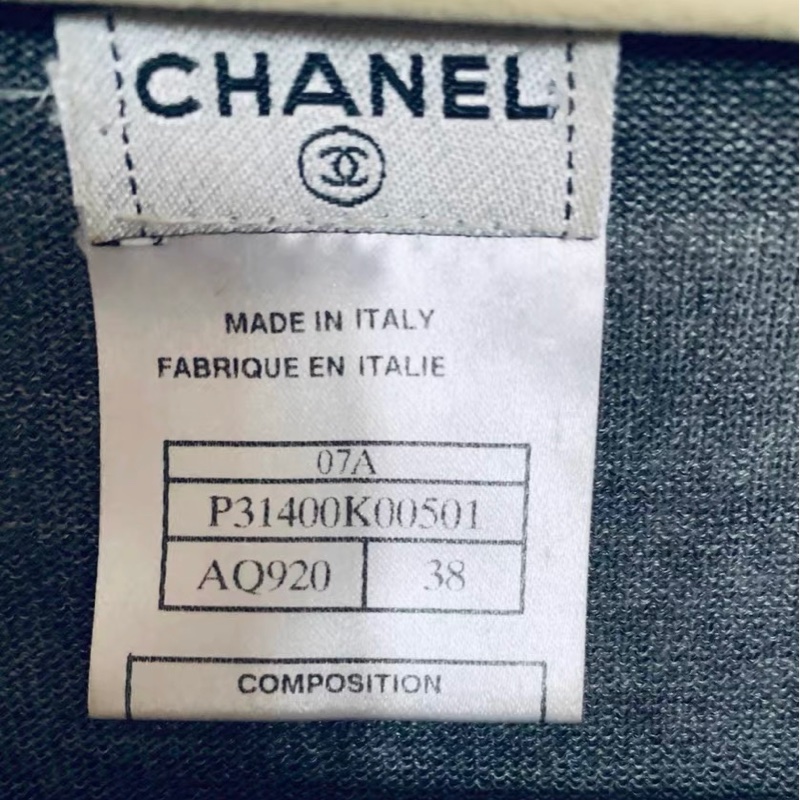 CHANEL
MADE IN ITALY
FABRIQUE EN ITALIE
07A
P31400K00501
AQ920 38
COMPOSITION